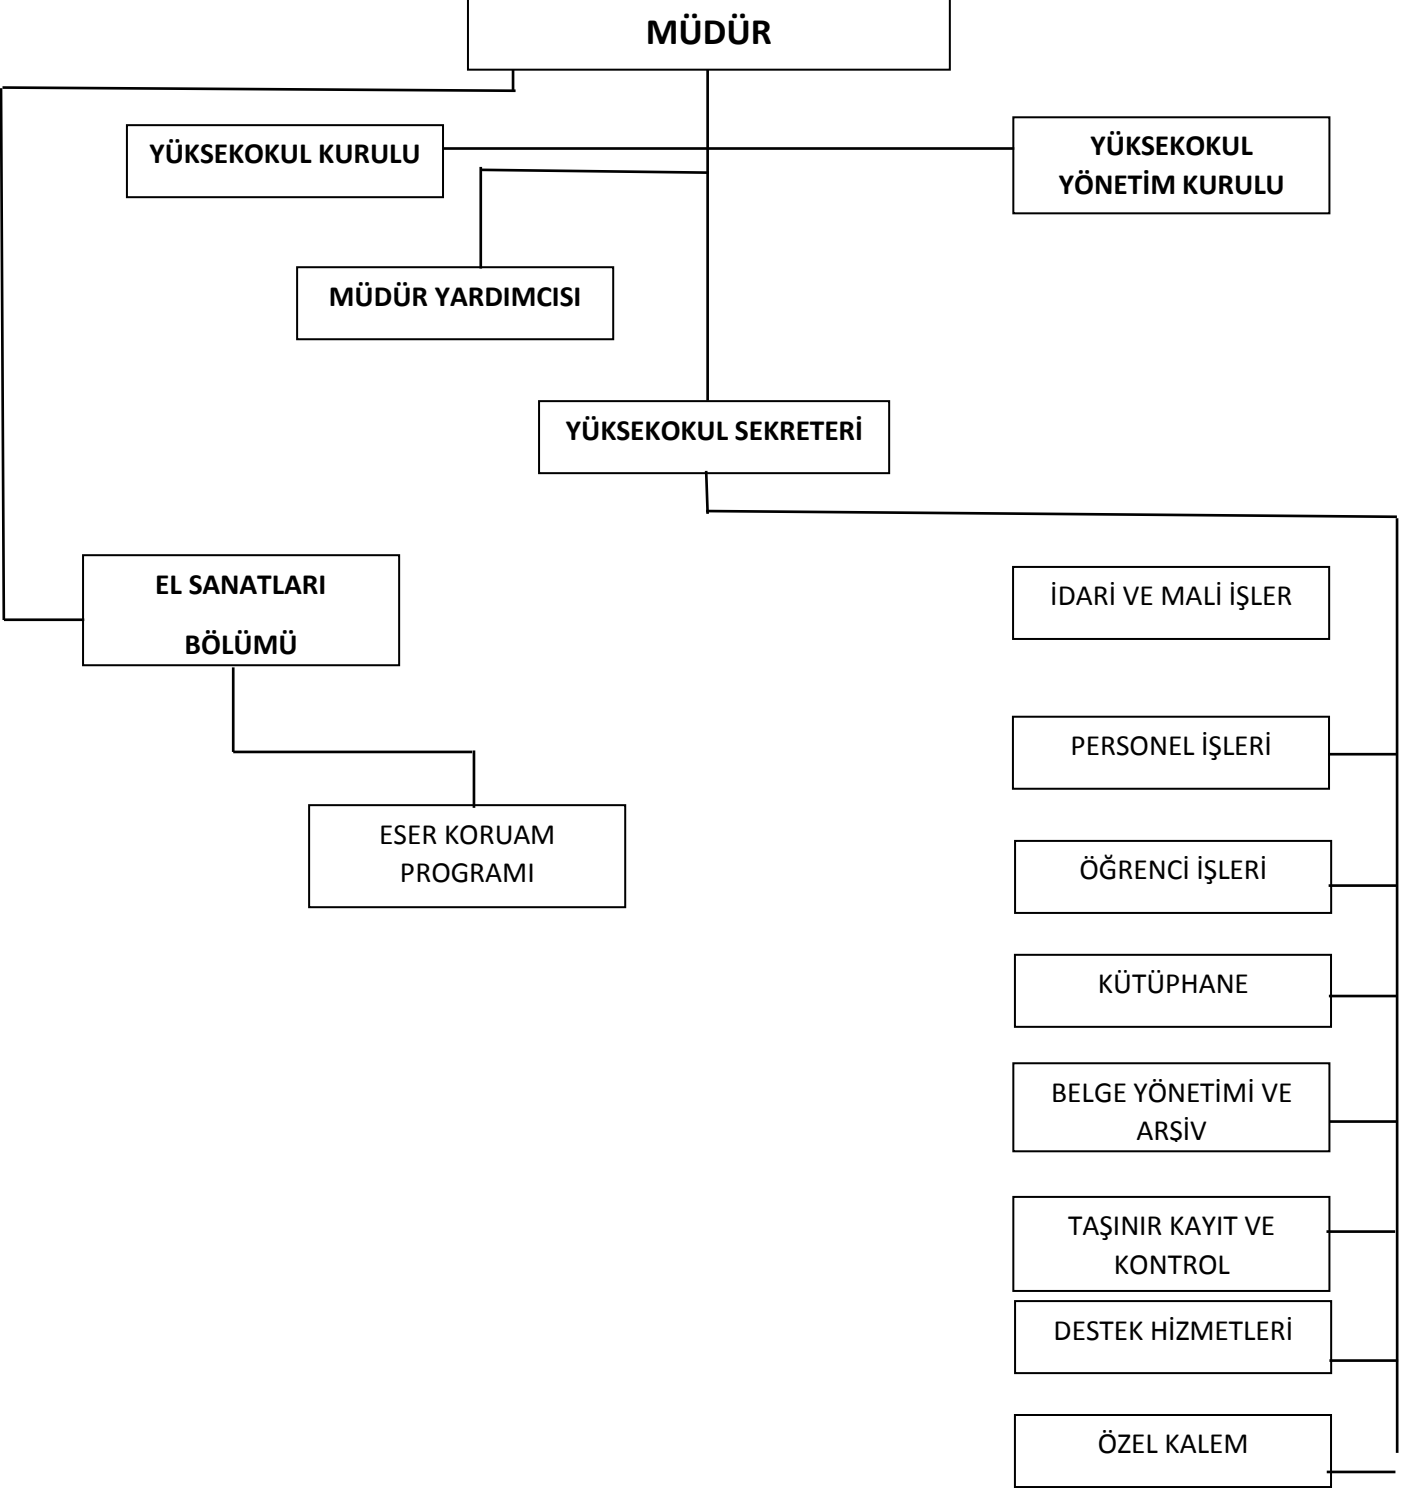 MÜDÜR
YÜKSEKOKUL KURULU
YÜKSEKOKUL
YÖNETİM KURULU
MÜDÜR YARDIMCISI
YÜKSEKOKUL SEKRETERİ
EL SANATLARI
BÖLÜMÜ
ESER KORUAM
PROGRAMI
İDARİ VE MALİ İŞLER
PERSONEL İŞLERİ
ÖĞRENCİ İŞLERİ
KÜTÜPHANE
BELGE YÖNETİMİ VE
ARŞİV
TAŞINIR KAYIT VE
KONTROL
DESTEK HİZMETLERİ
ÖZEL KALEM